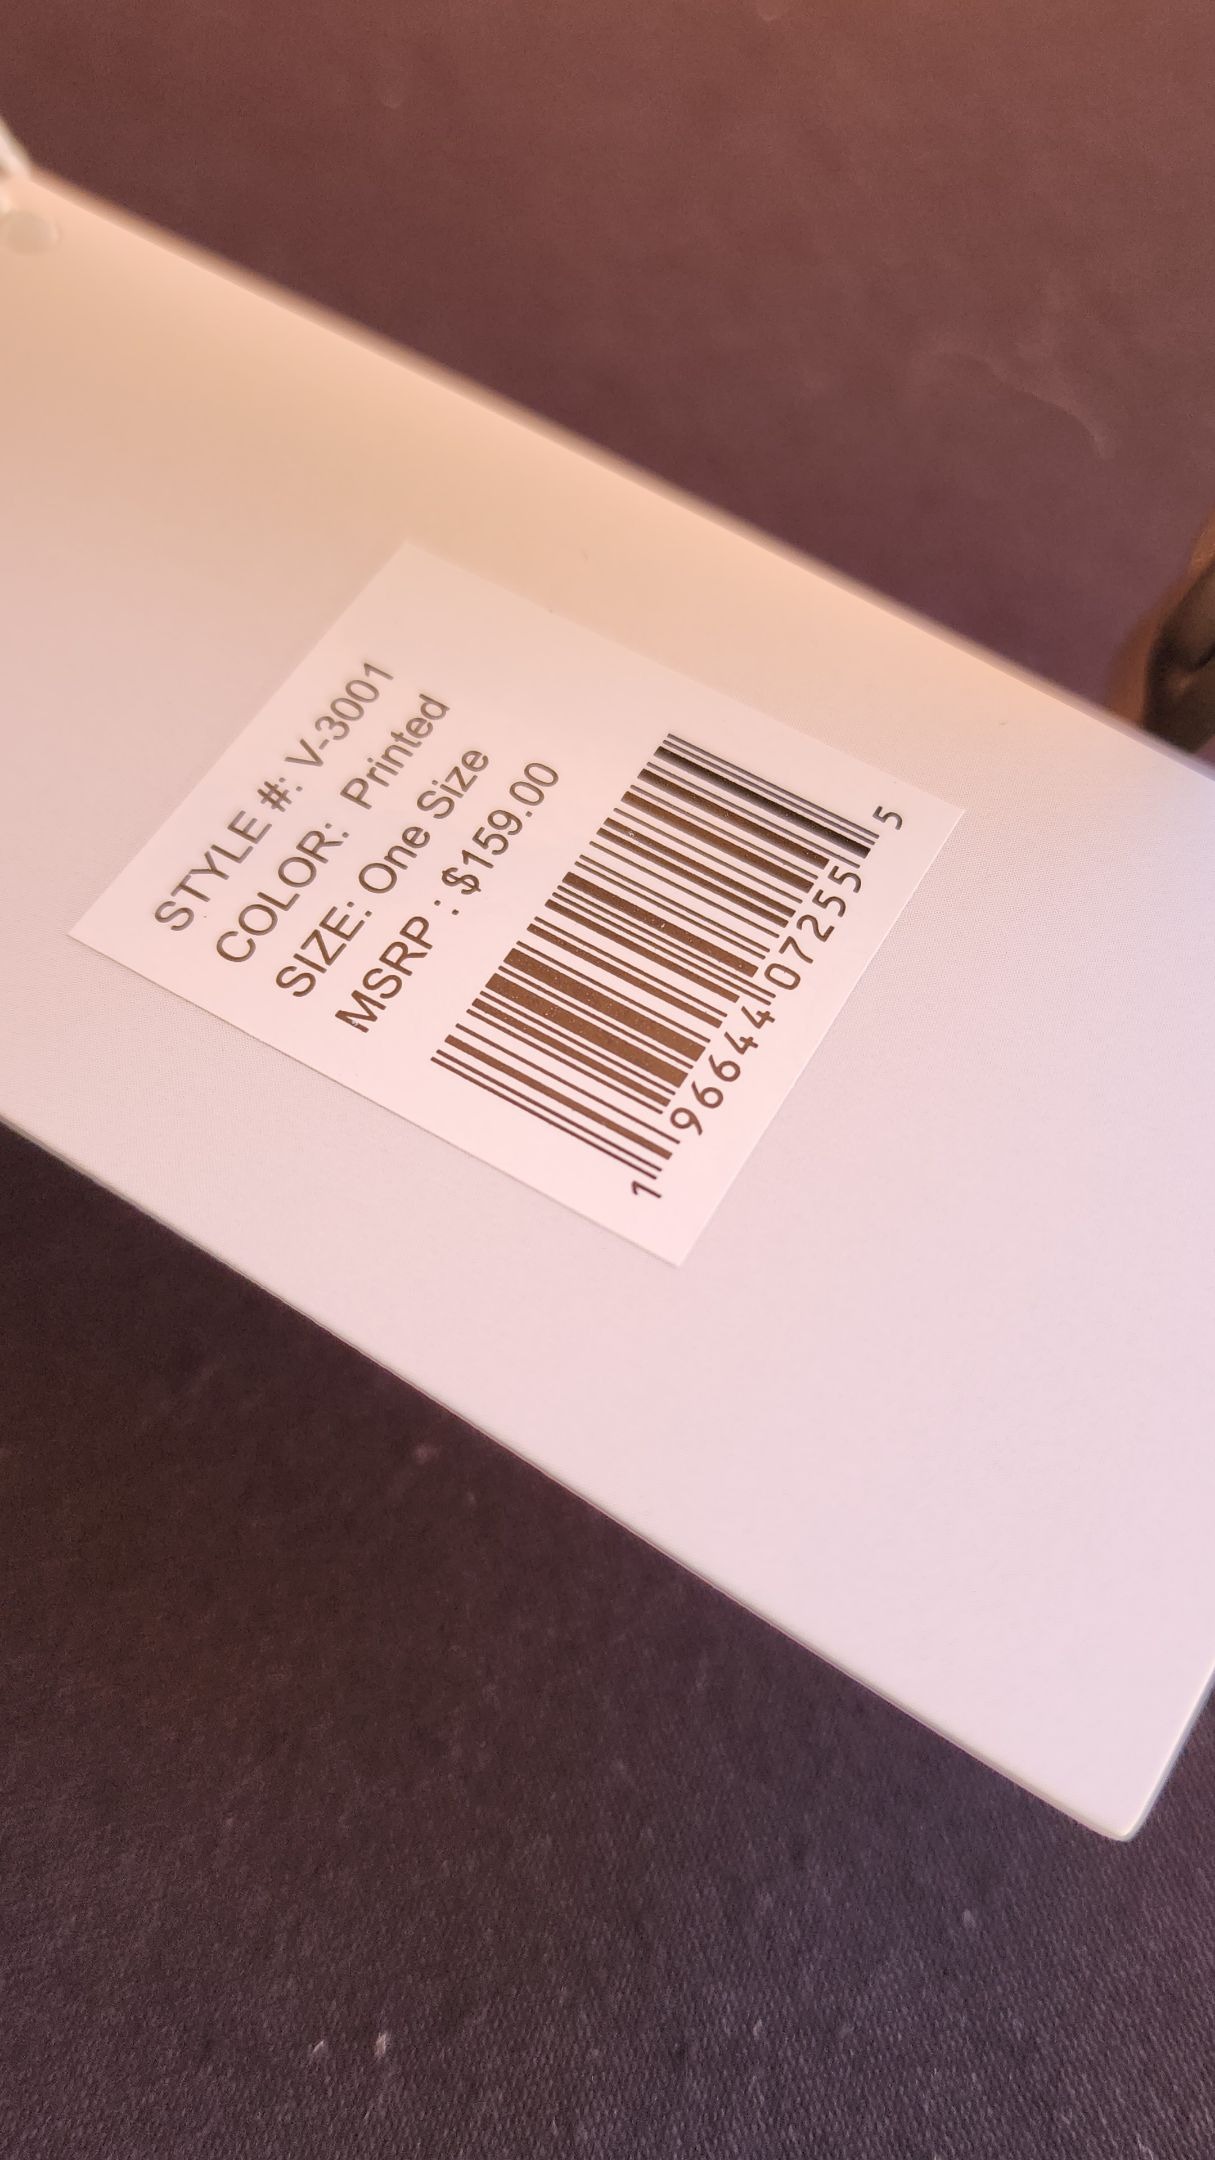 STYLE #: V-3001
COLOR: Printed
SIZE: One Size
MSRP : $159.00
1 96644 07255 5